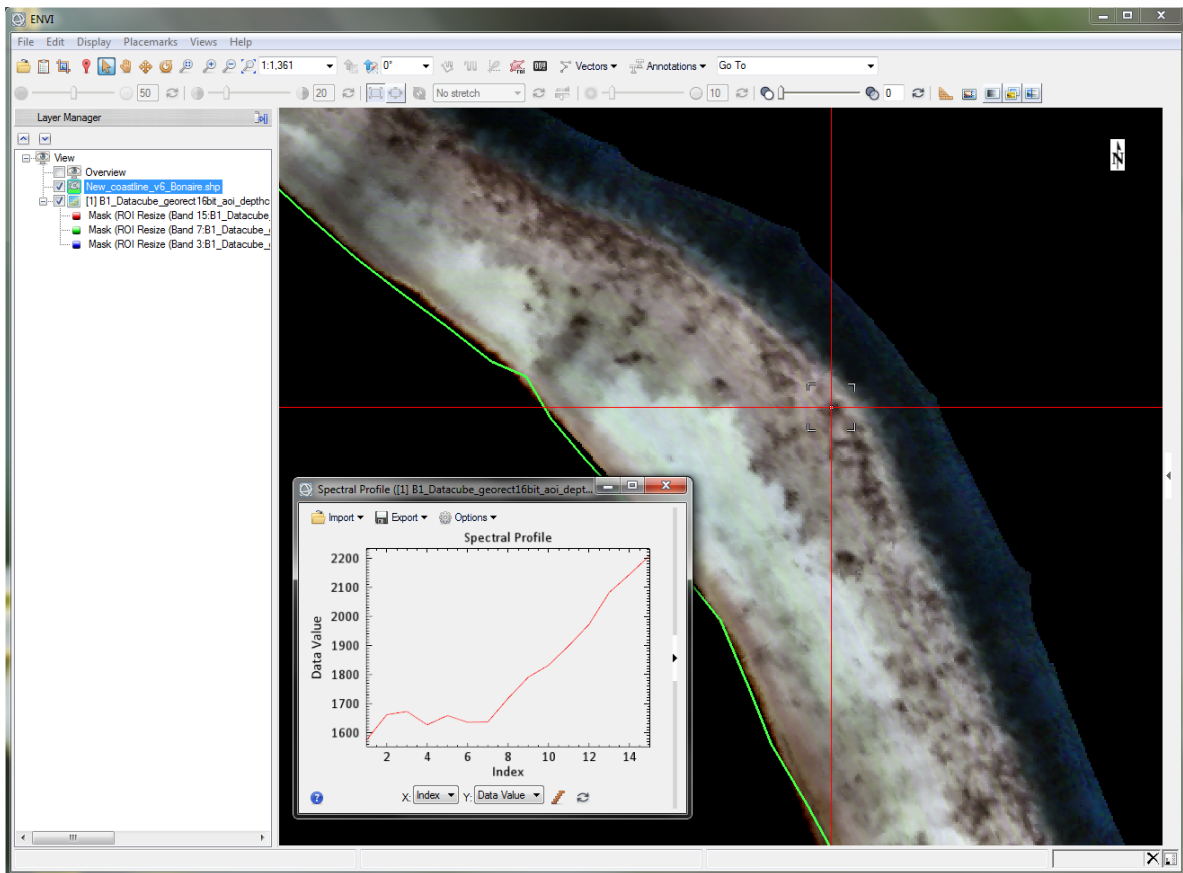 ENVI
File Edit Display Placemarks Views Help
1:1,361 0° Vectors Annotations Go To
50 20 No stretch 10 0
Layer Manager
View
Overview
New_coastline_v6_Bonaire.shp
[1] B1_Datacube_georect16bit_aoi_depthc
Mask (ROI Resize (Band 15:B1_Datacube_
Mask (ROI Resize (Band 7:B1_Datacube_
Mask (ROI Resize (Band 3:B1_Datacube_
N
Spectral Profile ([1] B1_Datacube_georect16bit_aoi_dept...
Import Export Options
Spectral Profile
2200
2100
2000
1900
1800
1700
1600
Data Value
2 4 6 8 10 12 14
Index
X: Index Y: Data Value